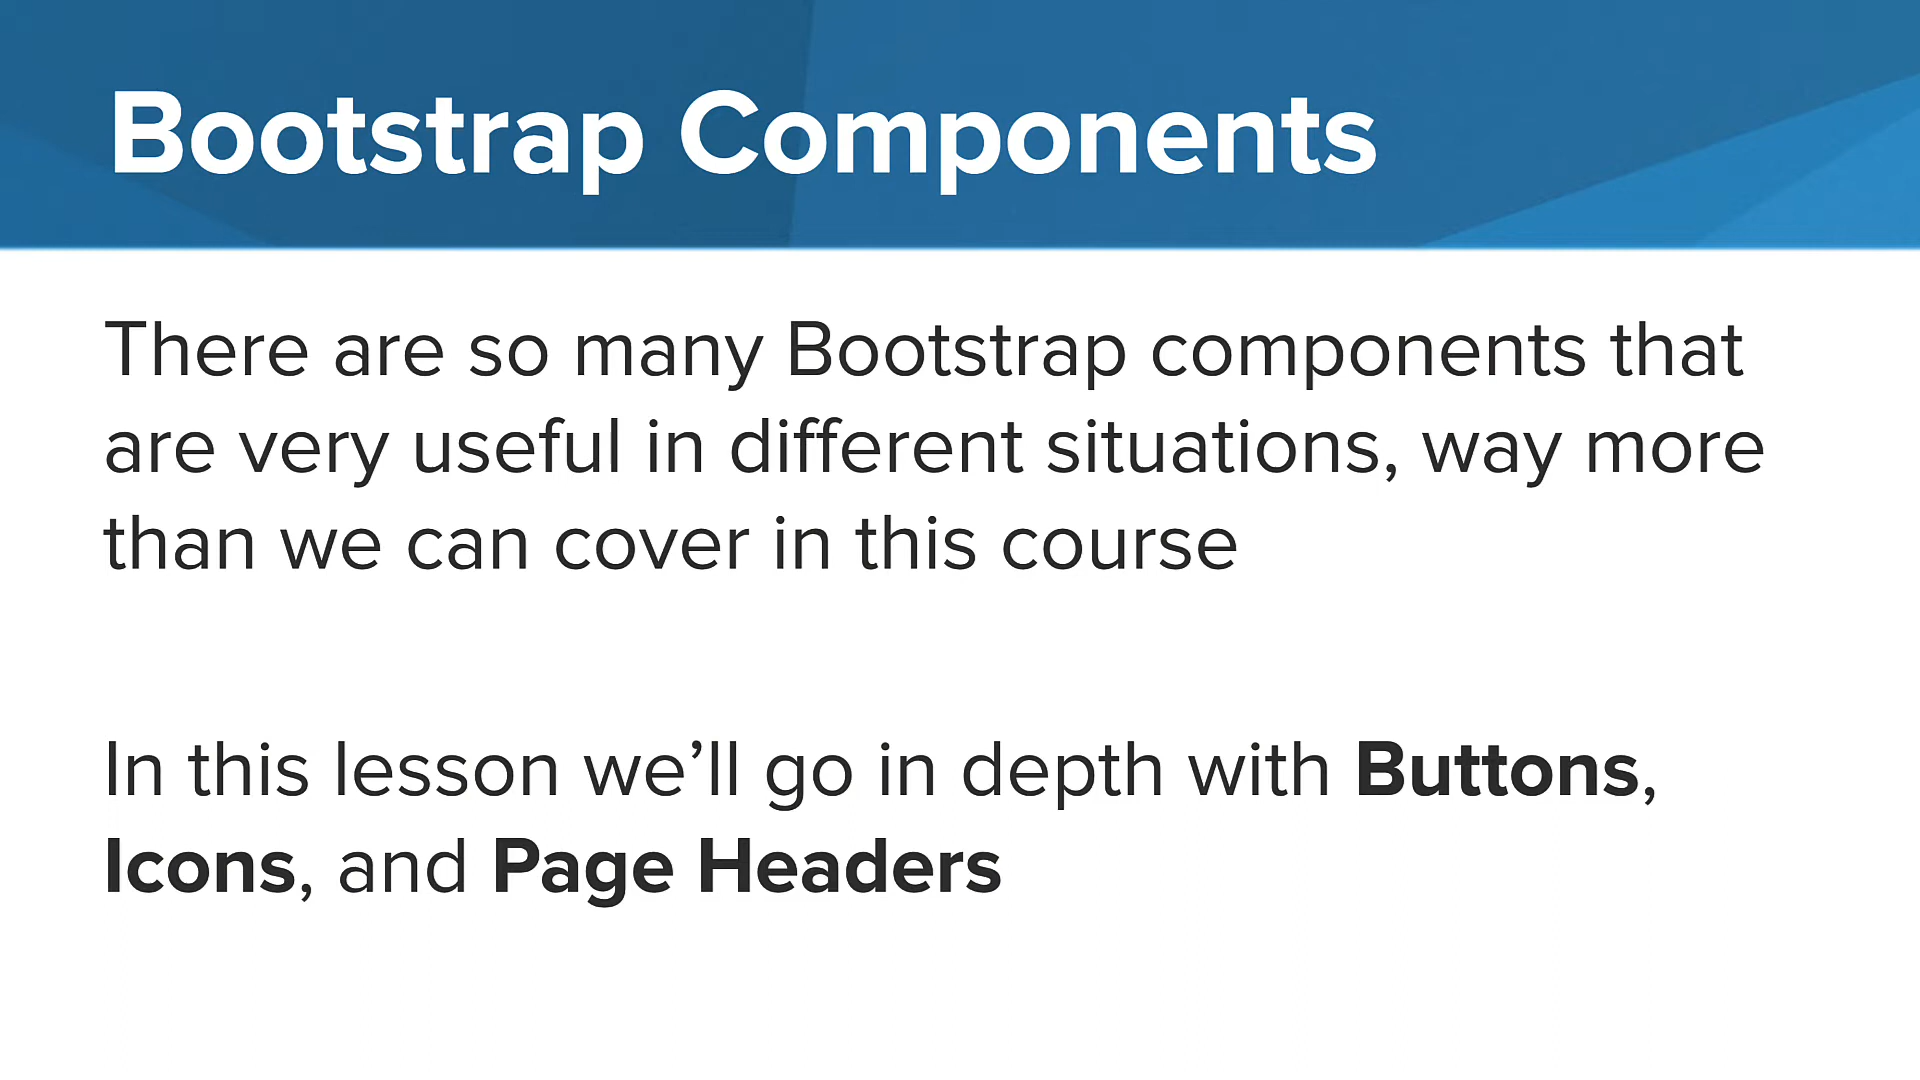 Bootstrap Components
There are so many Bootstrap components that
are very useful in different situations, way more
than we can cover in this course
In this lesson we’ll go in depth with Buttons,
Icons, and Page Headers